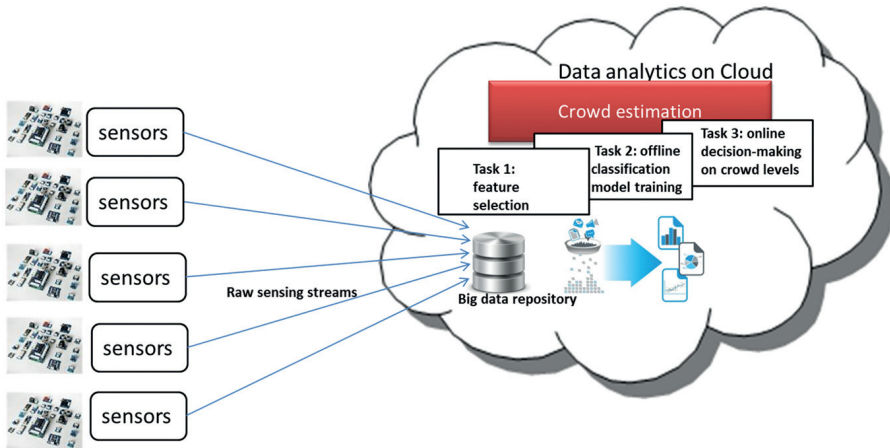 Data analytics on Cloud
Crowd estimation
Task 3: online
decision-making
on crowd levels
Task 2: offline
classification
model training
Task 1:
feature
selection
sensors
sensors
sensors
sensors
sensors
Raw sensing streams
Big data repository